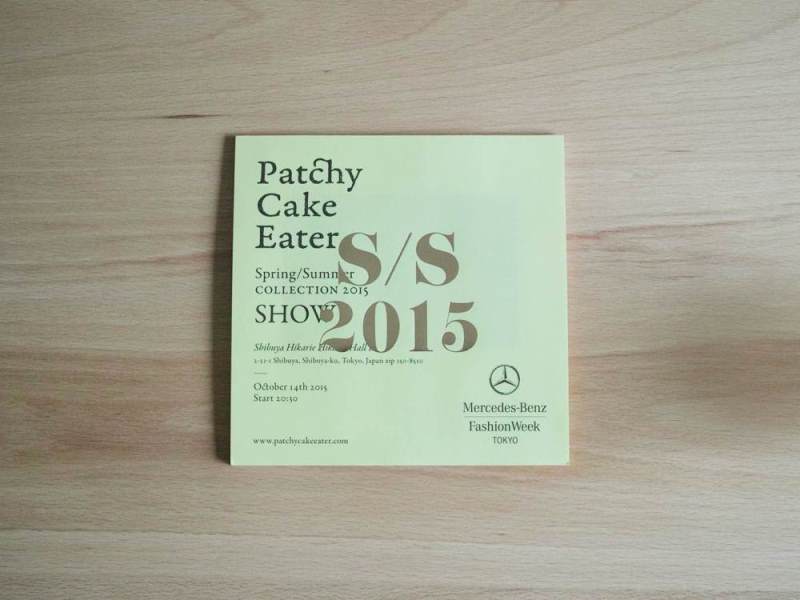 Patchy
Cake
Eater
S/S
2015
Spring/Summer
COLLECTION 2015
SHOW
Shibuya Hikarie Hikarie Hall
2-21-1 Shibuya, Shibuya-ku, Tokyo, Japan zip 150-8510
October 14th 2015
Start 20:30
www.patchycakeeater.com
Mercedes-Benz
FashionWeek
TOKYO